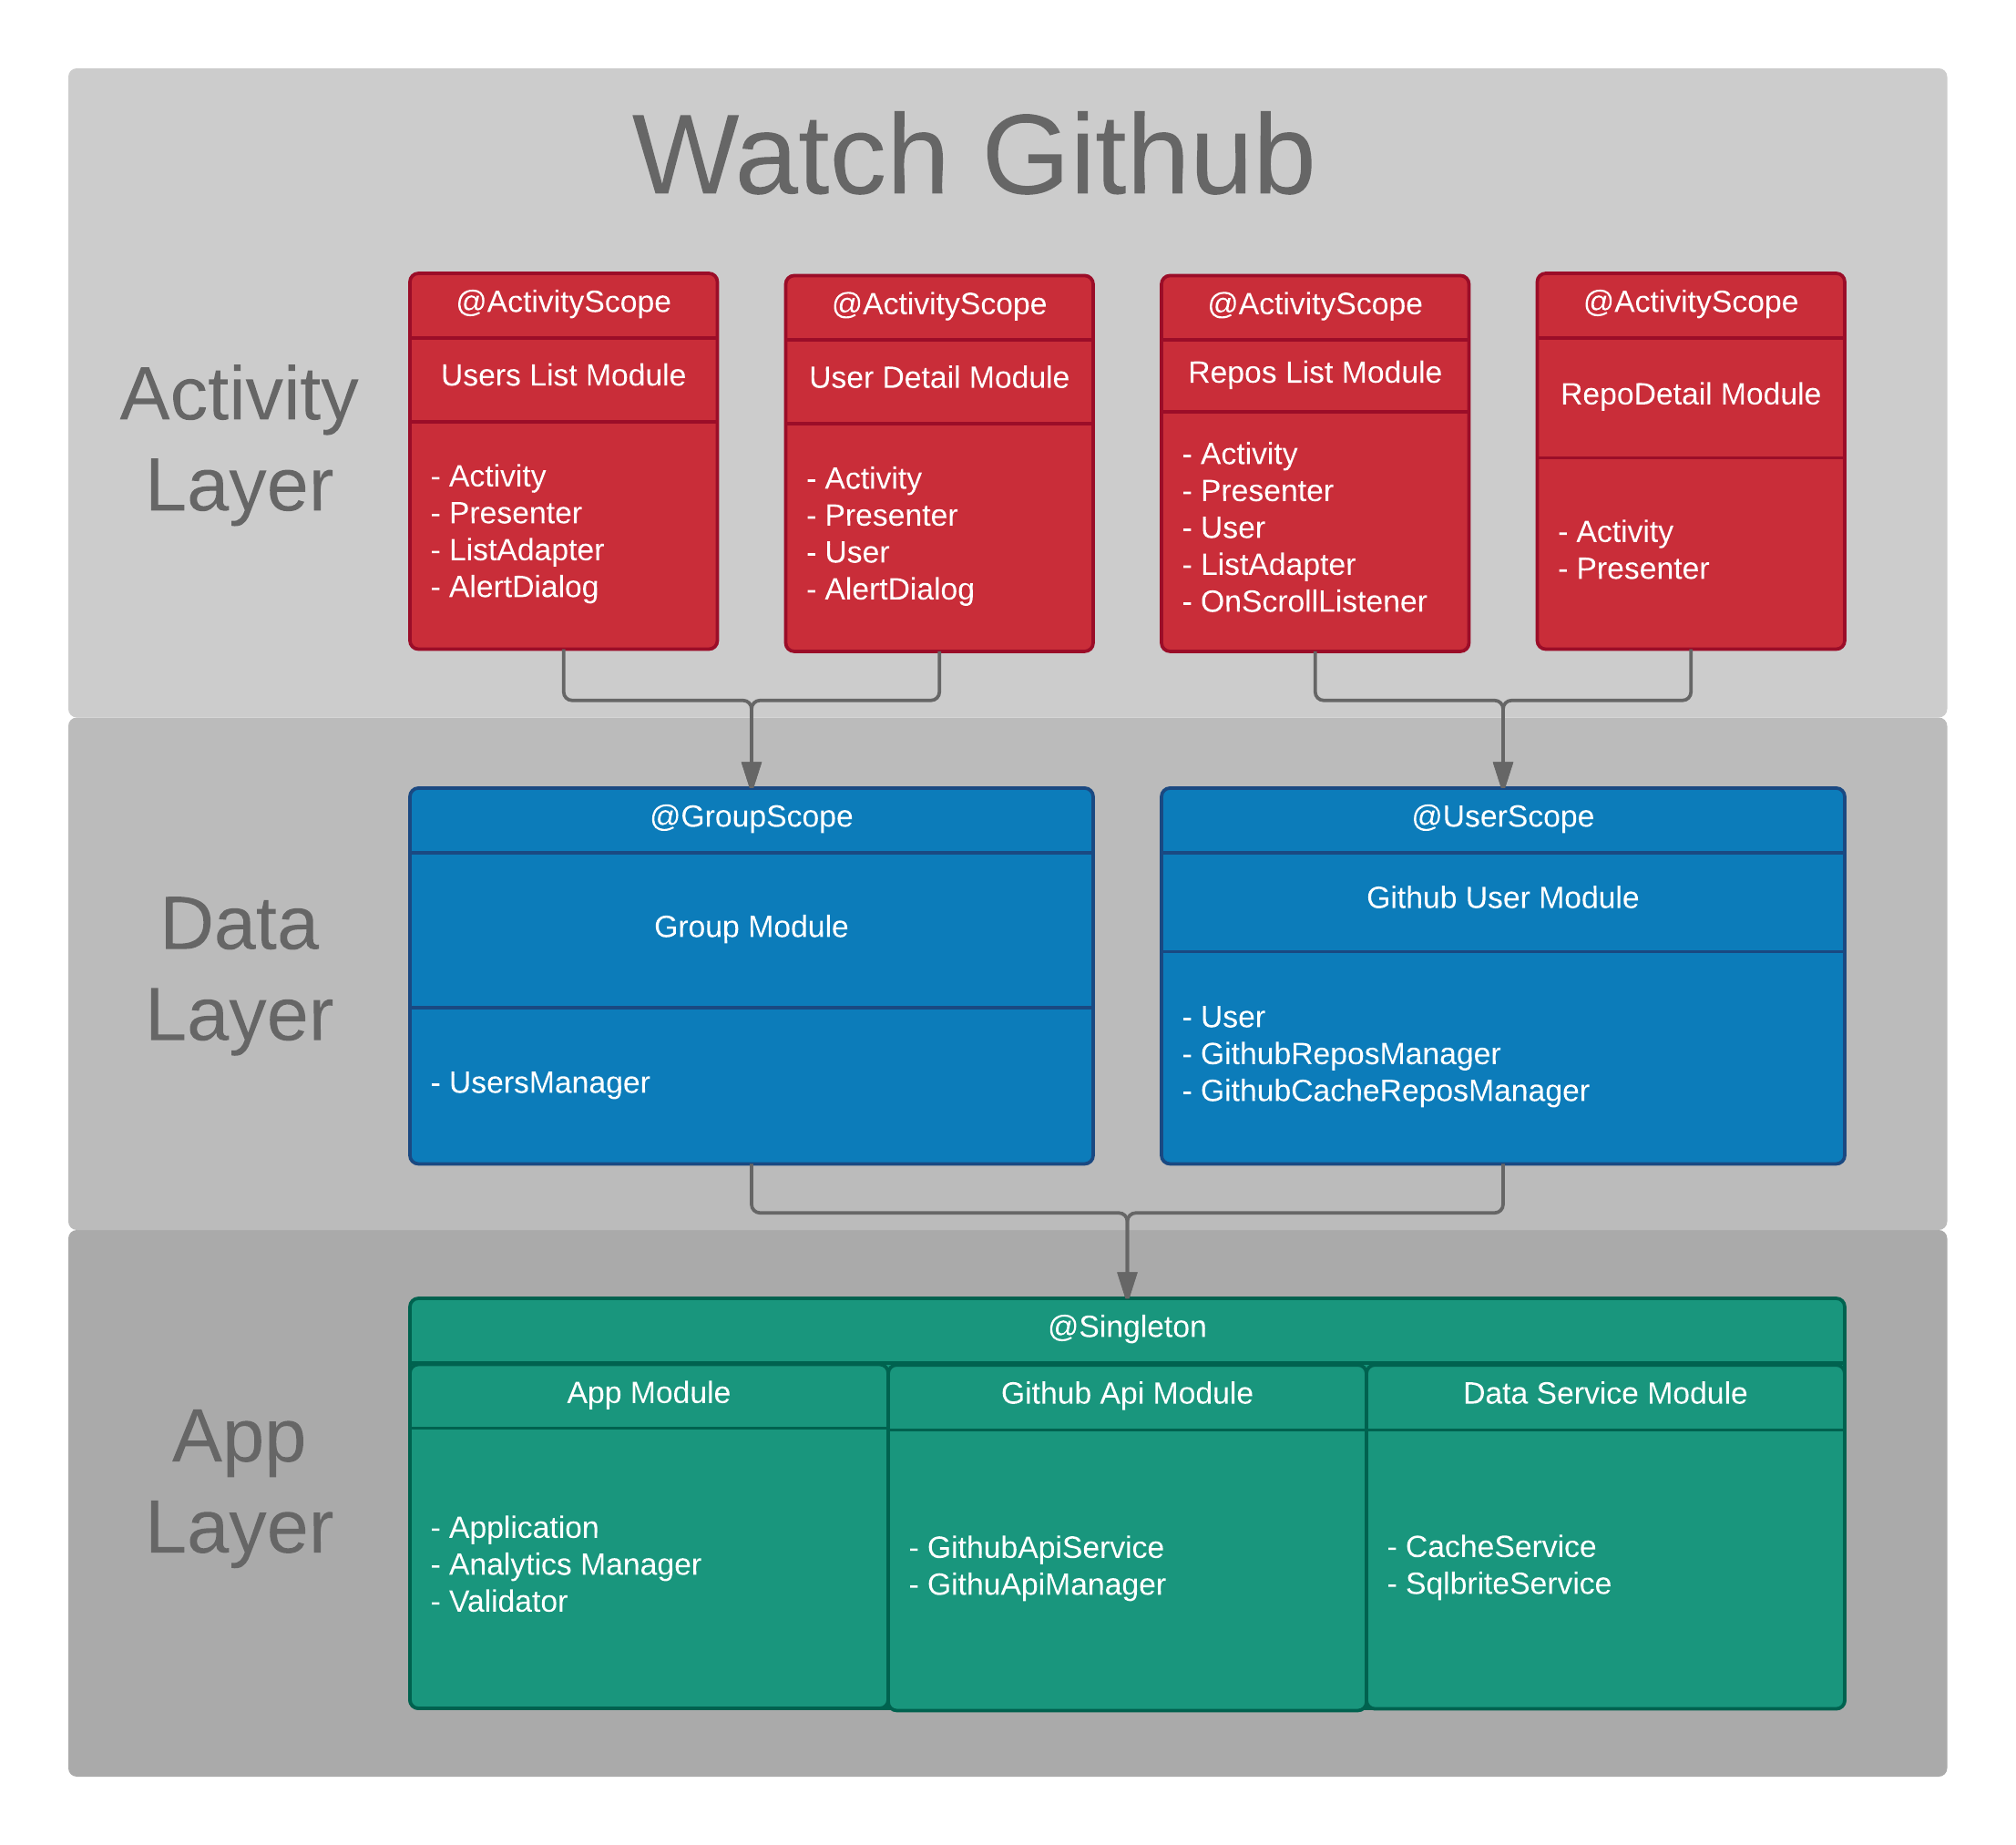 Watch Github
Activity
Layer
@ActivityScope
Users List Module
- Activity
- Presenter
- ListAdapter
- AlertDialog
@ActivityScope
User Detail Module
- Activity
- Presenter
- User
- AlertDialog
@ActivityScope
Repos List Module
- Activity
- Presenter
- User
- ListAdapter
- OnScrollListener
@ActivityScope
RepoDetail Module
- Activity
- Presenter
Data
Layer
@GroupScope
Group Module
- UsersManager
@UserScope
Github User Module
- User
- GithubReposManager
- GithubCacheReposManager
App
Layer
@Singleton
App Module
- Application
- Analytics Manager
- Validator
Github Api Module
- GithubApiService
- GithuApiManager
Data Service Module
- CacheService
- SqlbriteService